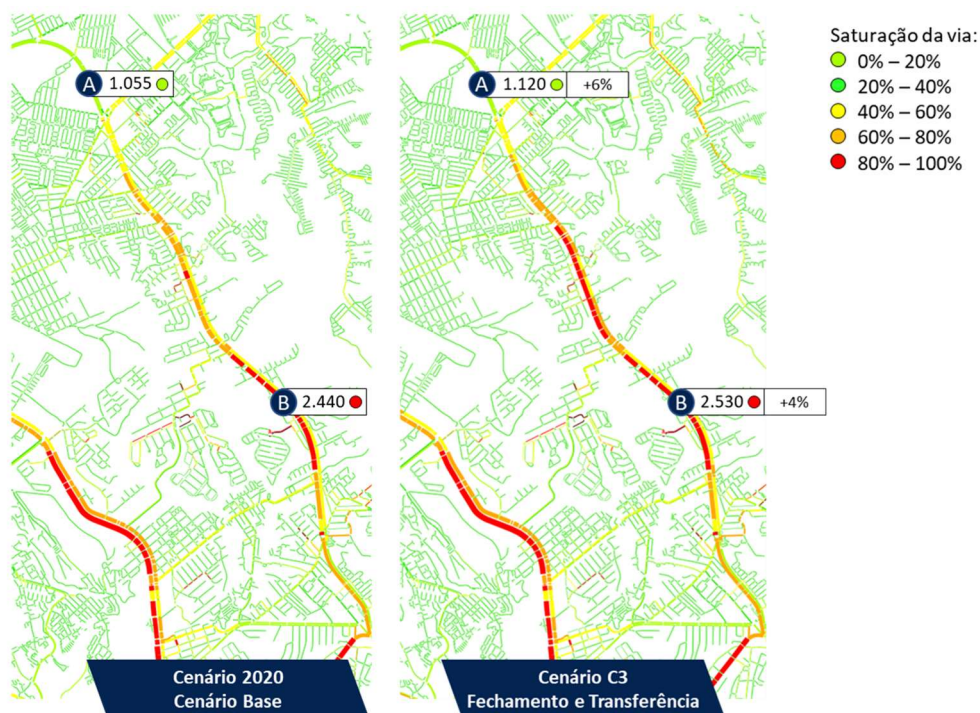 Saturação da via:
0% – 20%
20% – 40%
40% – 60%
60% – 80%
80% – 100%
A 1.055
A 1.120 +6%
B 2.440
B 2.530 +4%
Cenário 2020
Cenário Base
Cenário C3
Fechamento e Transferência